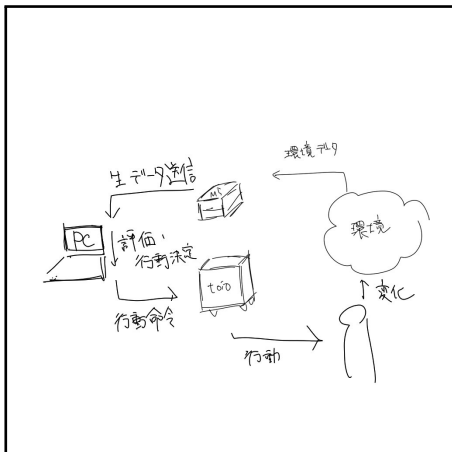 環境データ
生データ送信
M5
環境
PC
評価・
行動決定
toio
変化
行動命令
行動